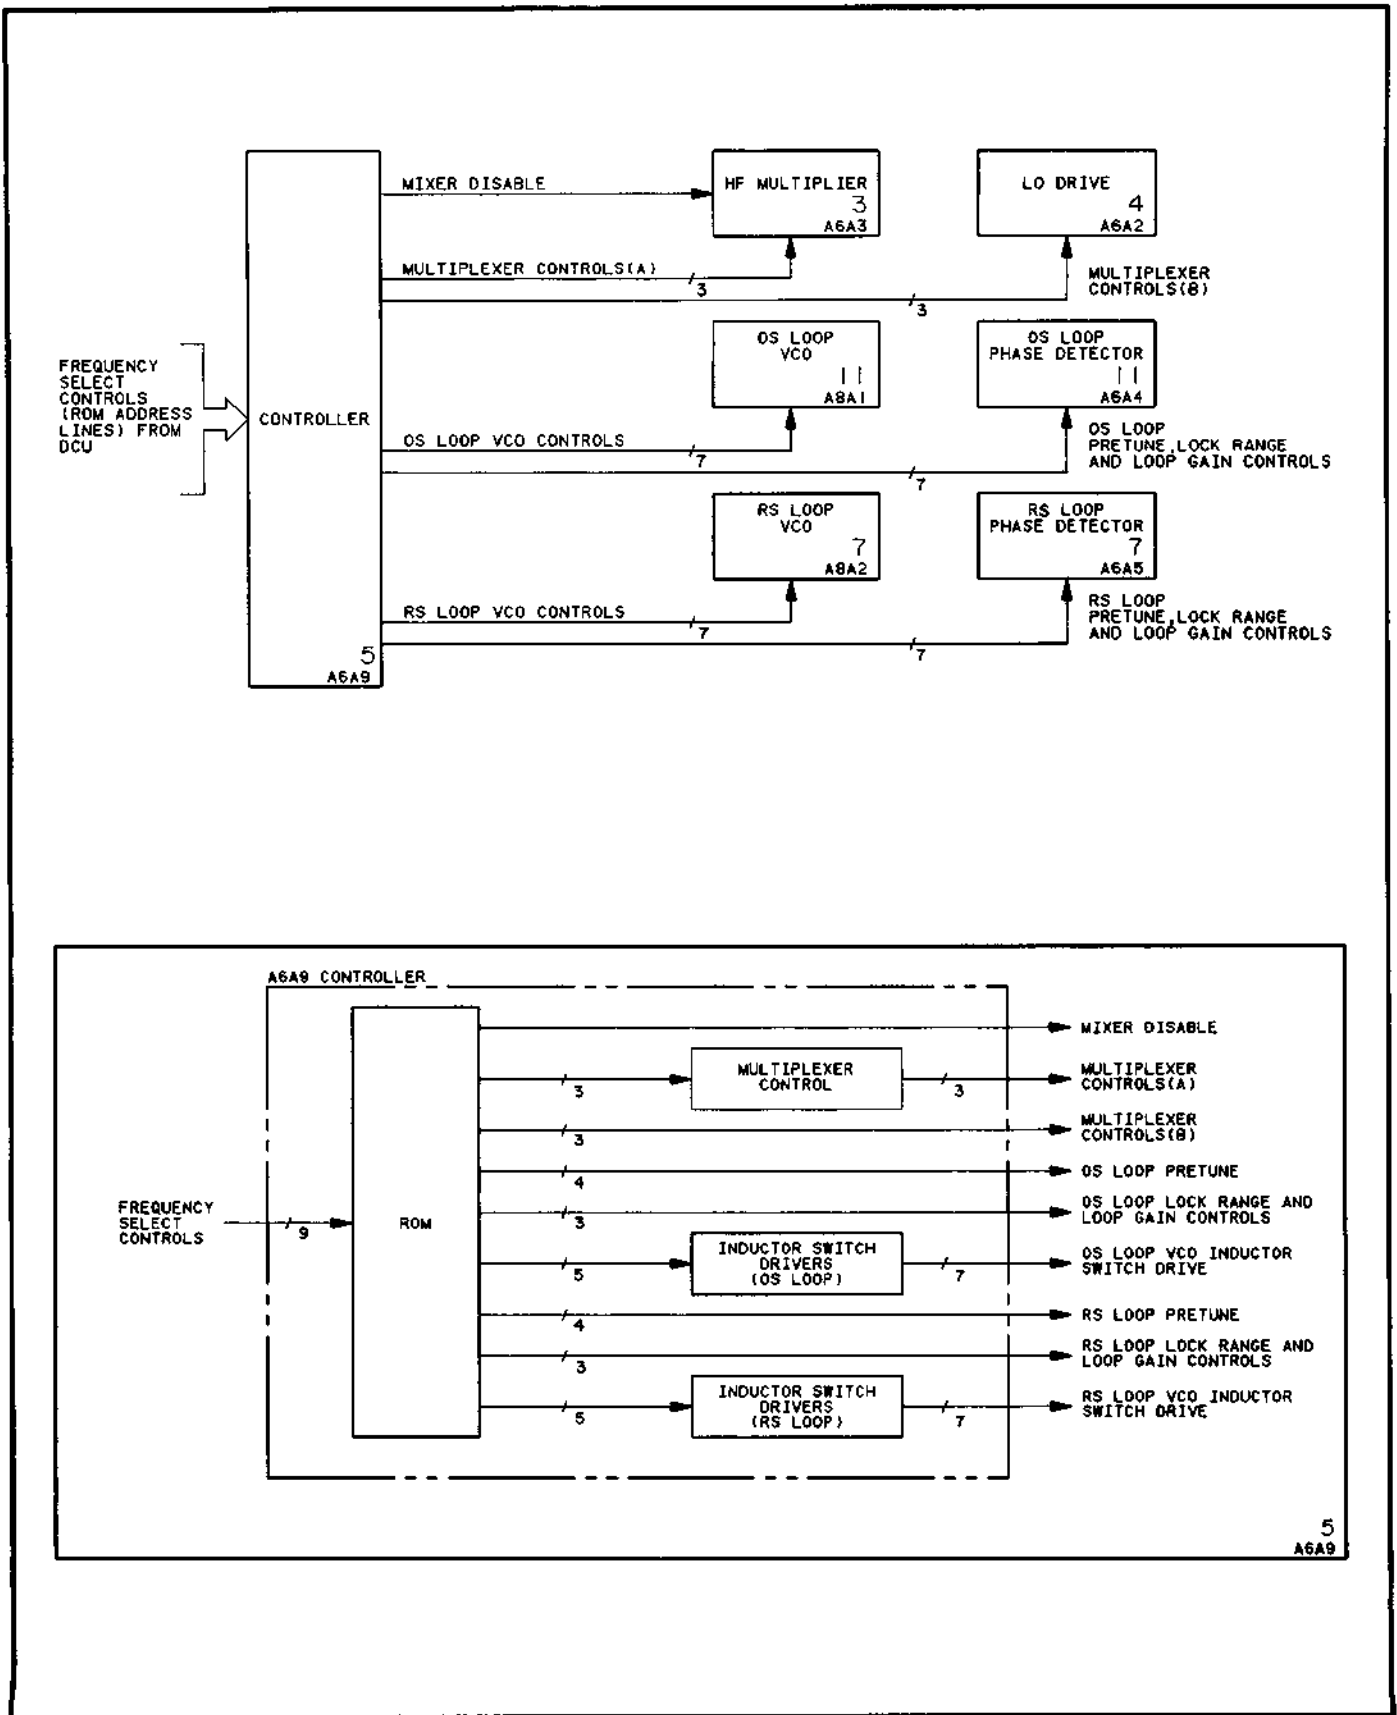 MIXER DISABLE
HF MULTIPLIER
3
A6A3
LO DRIVE
4
A6A2
MULTIPLEXER CONTROLS(A)
3
MULTIPLEXER
CONTROLS(B)
3
FREQUENCY
SELECT
CONTROLS
(ROM ADDRESS
LINES) FROM
DCU
CONTROLLER
5
A6A9
OS LOOP
VCO
11
A8A1
OS LOOP
PHASE DETECTOR
11
A6A4
OS LOOP VCO CONTROLS
7
OS LOOP
PRETUNE,LOCK RANGE
AND LOOP GAIN CONTROLS
7
RS LOOP
VCO
7
A8A2
RS LOOP
PHASE DETECTOR
7
A6A5
RS LOOP VCO CONTROLS
7
RS LOOP
PRETUNE,LOCK RANGE
AND LOOP GAIN CONTROLS
7
A6A9 CONTROLLER
FREQUENCY
SELECT
CONTROLS
9
ROM
MIXER DISABLE
3
MULTIPLEXER
CONTROL
3
MULTIPLEXER
CONTROLS(A)
3
MULTIPLEXER
CONTROLS(B)
4
OS LOOP PRETUNE
3
OS LOOP LOCK RANGE AND
LOOP GAIN CONTROLS
5
INDUCTOR SWITCH
DRIVERS
(OS LOOP)
7
OS LOOP VCO INDUCTOR
SWITCH DRIVE
4
RS LOOP PRETUNE
3
RS LOOP LOCK RANGE AND
LOOP GAIN CONTROLS
5
INDUCTOR SWITCH
DRIVERS
(RS LOOP)
7
RS LOOP VCO INDUCTOR
SWITCH DRIVE
5
A6A9